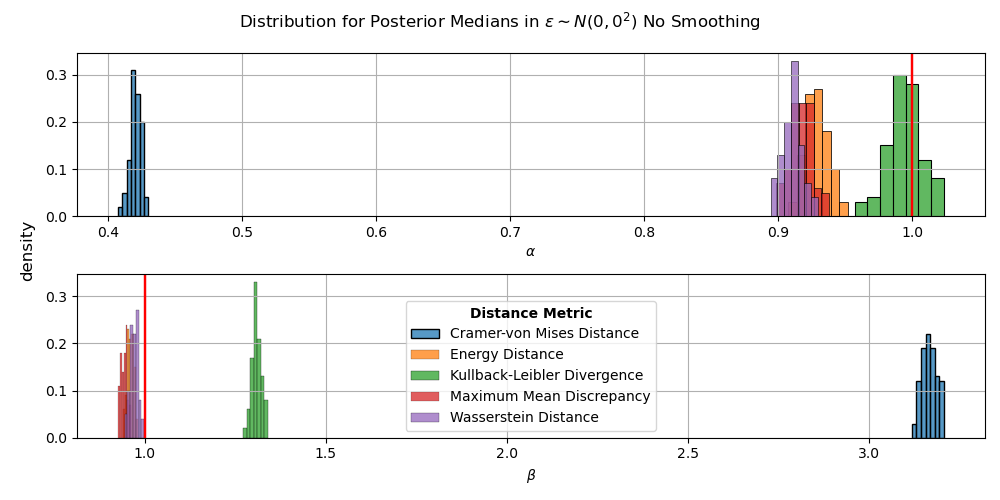 Distribution for Posterior Medians in ε ~ N(0, 0²) No Smoothing
0.3
0.2
0.1
0.0
0.4 0.5 0.6 0.7 0.8 0.9 1.0
α
density
0.3
0.2
0.1
0.0
Distance Metric
Cramer-von Mises Distance
Energy Distance
Kullback-Leibler Divergence
Maximum Mean Discrepancy
Wasserstein Distance
1.0 1.5 2.0 2.5 3.0
β